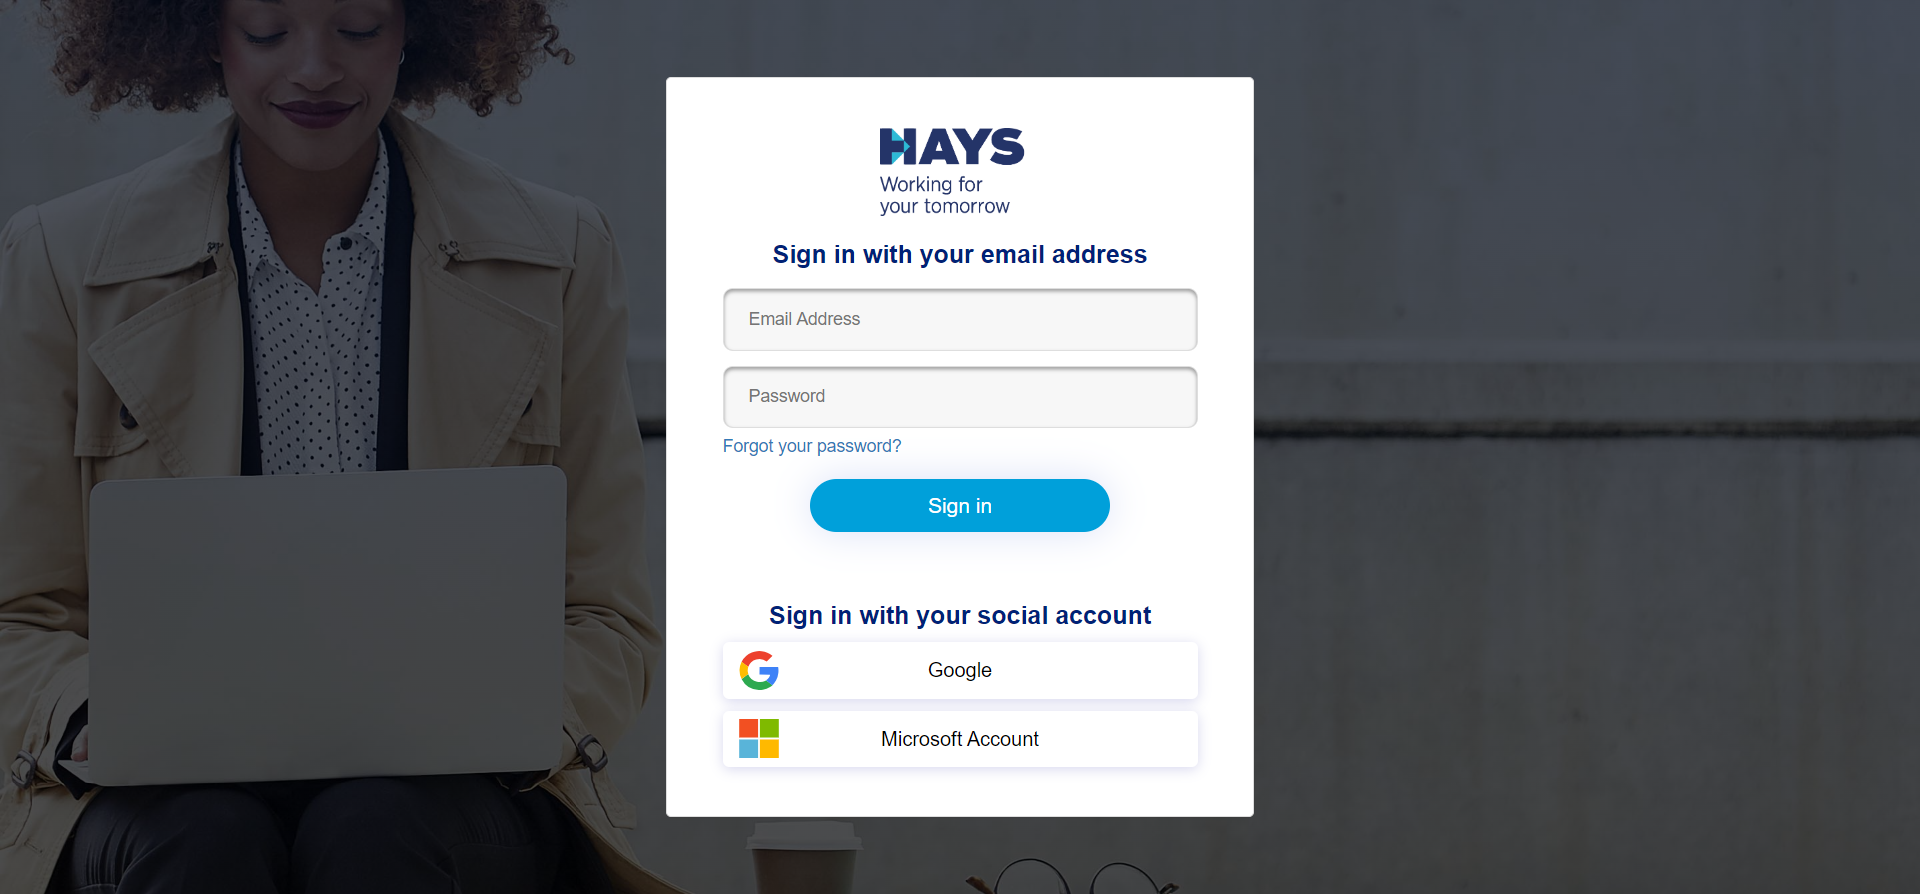 HAYS
Working for
your tomorrow
Sign in with your email address
Email Address
Password
Forgot your password?
Sign in
Sign in with your social account
Google
Microsoft Account